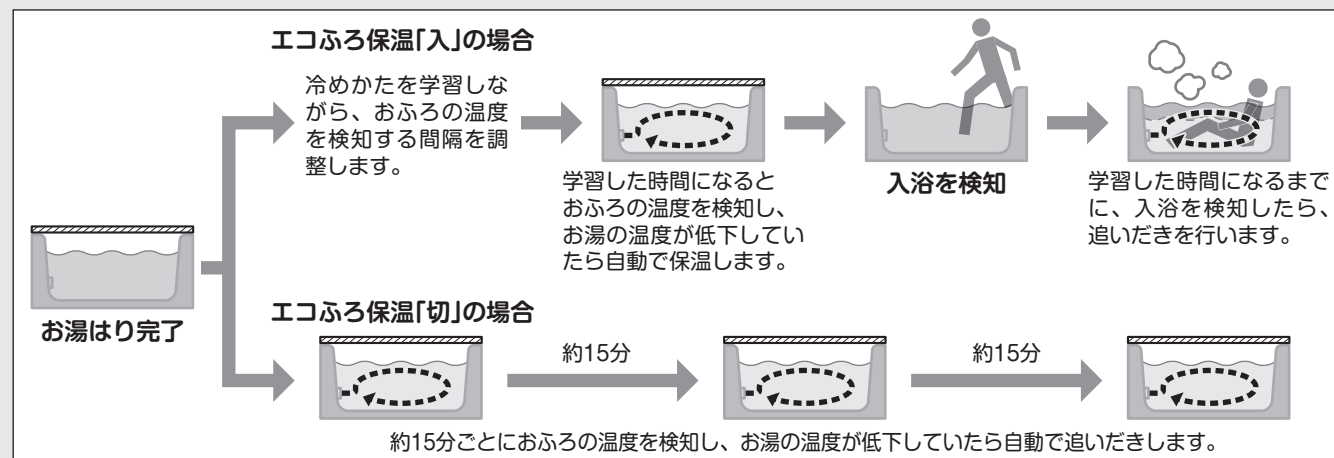 エコふろ保温「入」の場合
冷めかたを学習しな
がら、おふろの温度
を検知する間隔を調
整します。
学習した時間になると
おふろの温度を検知し、
お湯の温度が低下してい
たら自動で保温します。
入浴を検知
学習した時間になるまで
に、入浴を検知したら、
追いだきを行います。
お湯はり完了
エコふろ保温「切」の場合
約15分
約15分
約15分ごとにおふろの温度を検知し、お湯の温度が低下していたら自動で追いだきします。